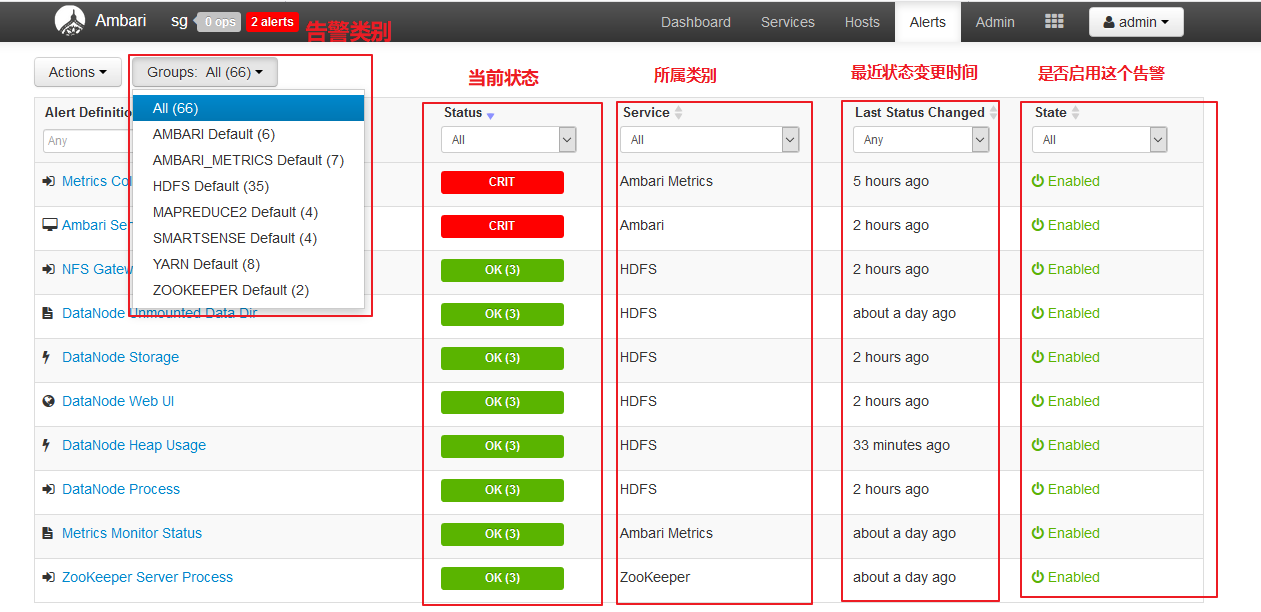 Ambari sg 0 ops 2 alerts Dashboard Services Hosts Alerts Admin admin
告警类别
Actions Groups: All (66) 当前状态 所属类别 最近状态变更时间 是否启用这个告警
All (66)
AMBARI Default (6)
AMBARI_METRICS Default (7)
HDFS Default (35)
MAPREDUCE2 Default (4)
SMARTSENSE Default (4)
YARN Default (8)
ZOOKEEPER Default (2)
Alert Definitio Status Service Last Status Changed State
Any All All Any All
Metrics Col CRIT Ambari Metrics 5 hours ago Enabled
Ambari Ser CRIT Ambari 2 hours ago Enabled
NFS Gatew OK (3) HDFS 2 hours ago Enabled
DataNode Unmounted Data Dir OK (3) HDFS about a day ago Enabled
DataNode Storage OK (3) HDFS 2 hours ago Enabled
DataNode Web UI OK (3) HDFS 2 hours ago Enabled
DataNode Heap Usage OK (3) HDFS 33 minutes ago Enabled
DataNode Process OK (3) HDFS 2 hours ago Enabled
Metrics Monitor Status OK (3) Ambari Metrics about a day ago Enabled
ZooKeeper Server Process OK (3) ZooKeeper about a day ago Enabled